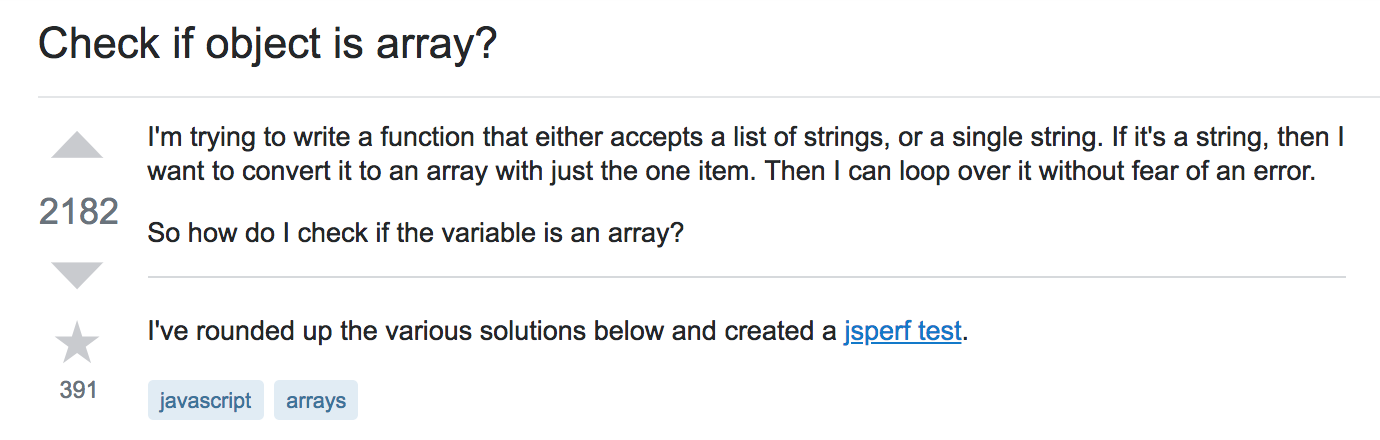 Check if object is array?
I'm trying to write a function that either accepts a list of strings, or a single string. If it's a string, then I
want to convert it to an array with just the one item. Then I can loop over it without fear of an error.
2182
So how do I check if the variable is an array?
I've rounded up the various solutions below and created a jsperf test.
391
javascript arrays